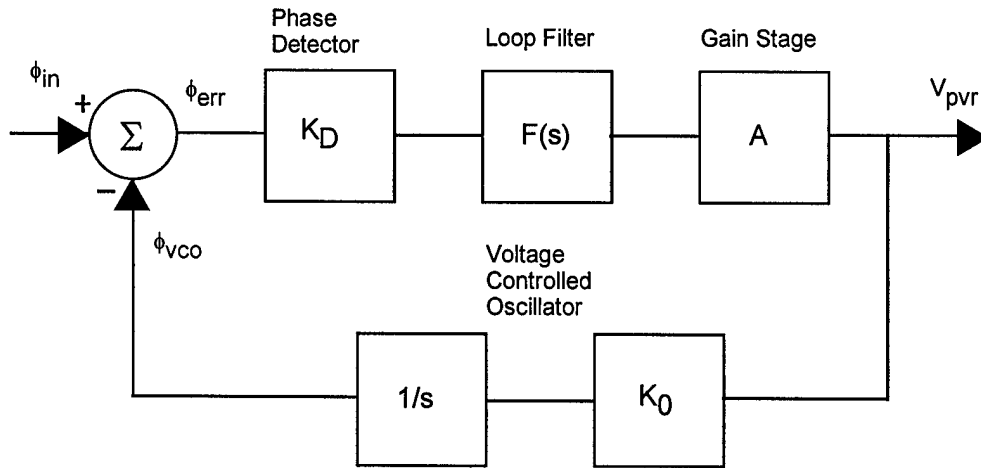 Phase
Detector
Loop Filter
Gain Stage
ϕin
+
Σ
−
ϕerr
KD
F(s)
A
Vpvr
ϕvco
Voltage
Controlled
Oscillator
1/s
K0